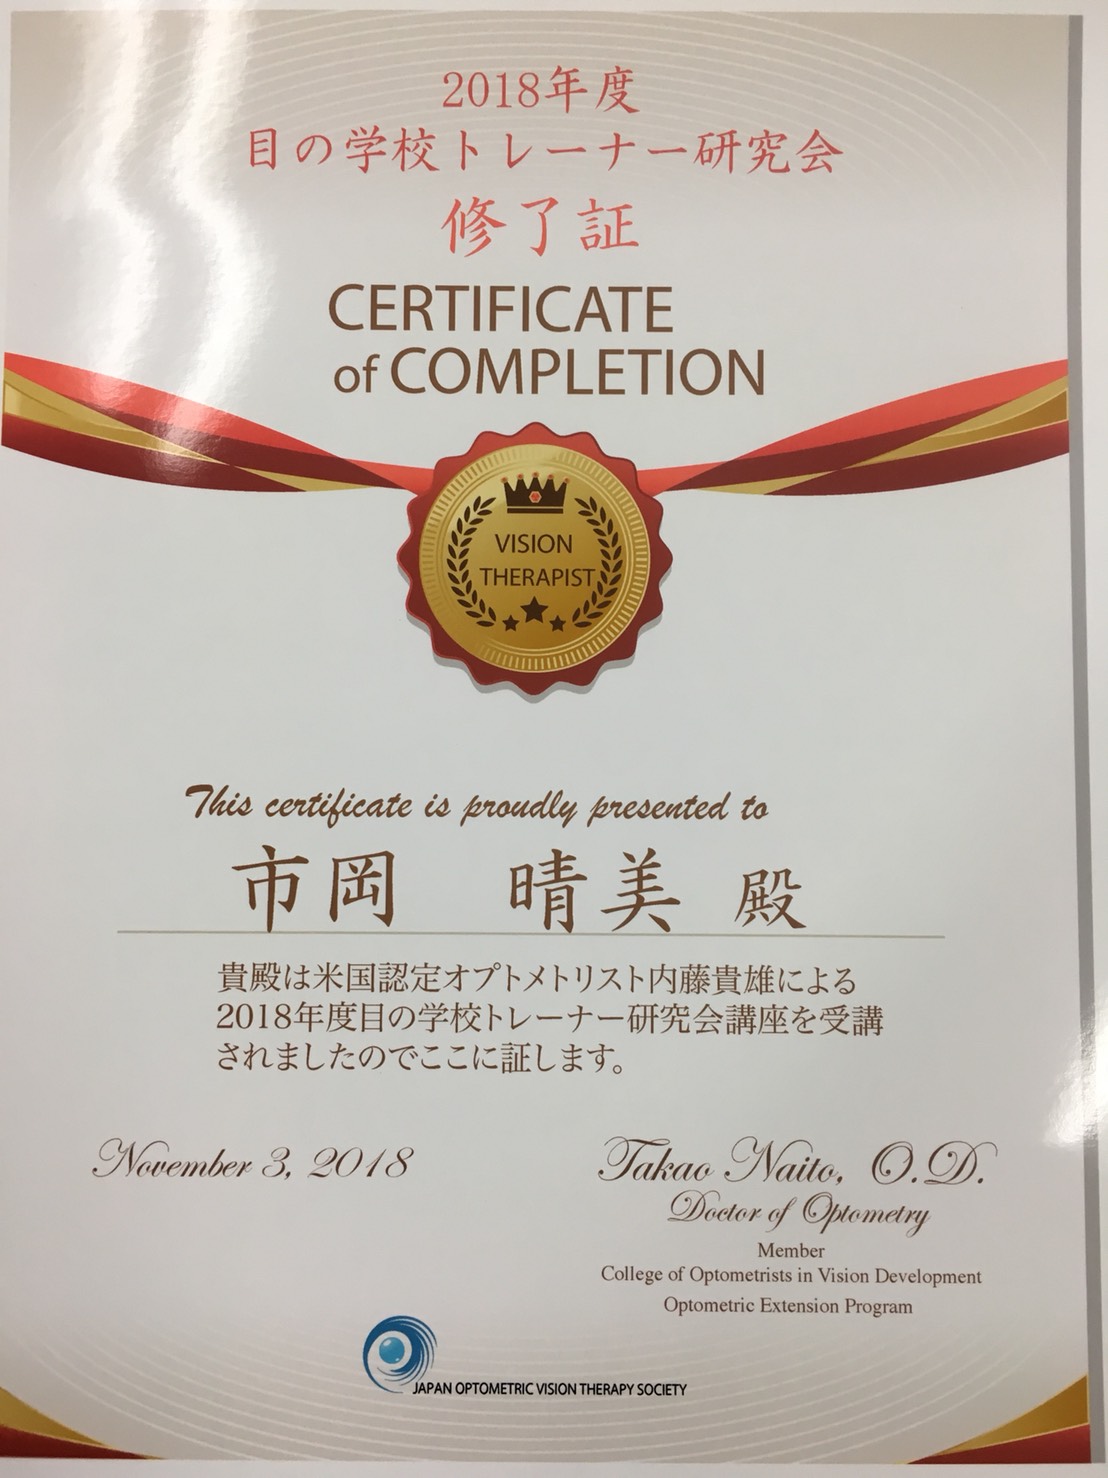 2018年度
目の学校トレーナー研究会
修了証
CERTIFICATE
of COMPLETION
VISION
THERAPIST
This certificate is proudly presented to
市岡　晴美 殿
貴殿は米国認定オプトメトリスト内藤貴雄による
2018年度目の学校トレーナー研究会講座を受講
されましたのでここに証します。
November 3, 2018
Takao Naito, O.D.
Doctor of Optometry
Member
College of Optometrists in Vision Development
Optometric Extension Program
JAPAN OPTOMETRIC VISION THERAPY SOCIETY